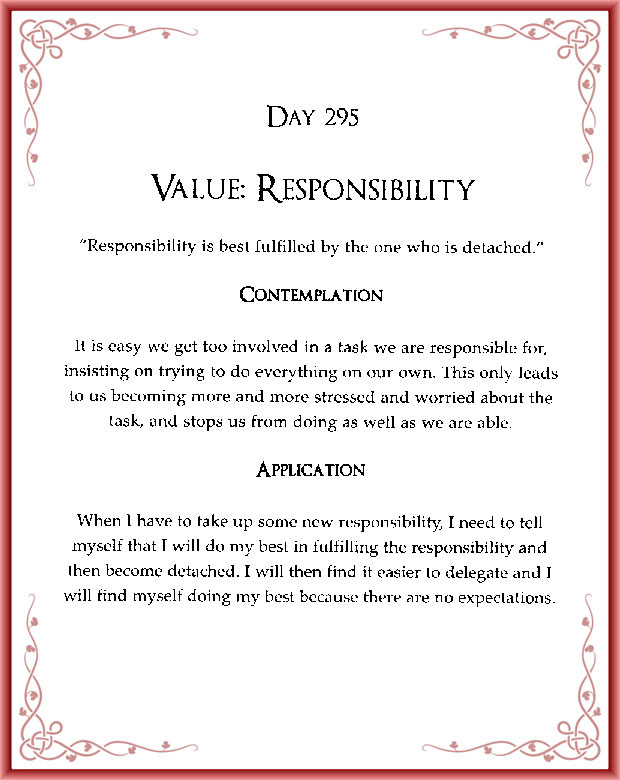 DAY 295
VALUE: RESPONSIBILITY
"Responsibility is best fulfilled by the one who is detached."
CONTEMPLATION
It is easy we get too involved in a task we are responsible for,
insisting on trying to do everything on our own. This only leads
to us becoming more and more stressed and worried about the
task, and stops us from doing as well as we are able.
APPLICATION
When I have to take up some new responsibility, I need to tell
myself that I will do my best in fulfilling the responsibility and
then become detached. I will then find it easier to delegate and I
will find myself doing my best because there are no expectations.